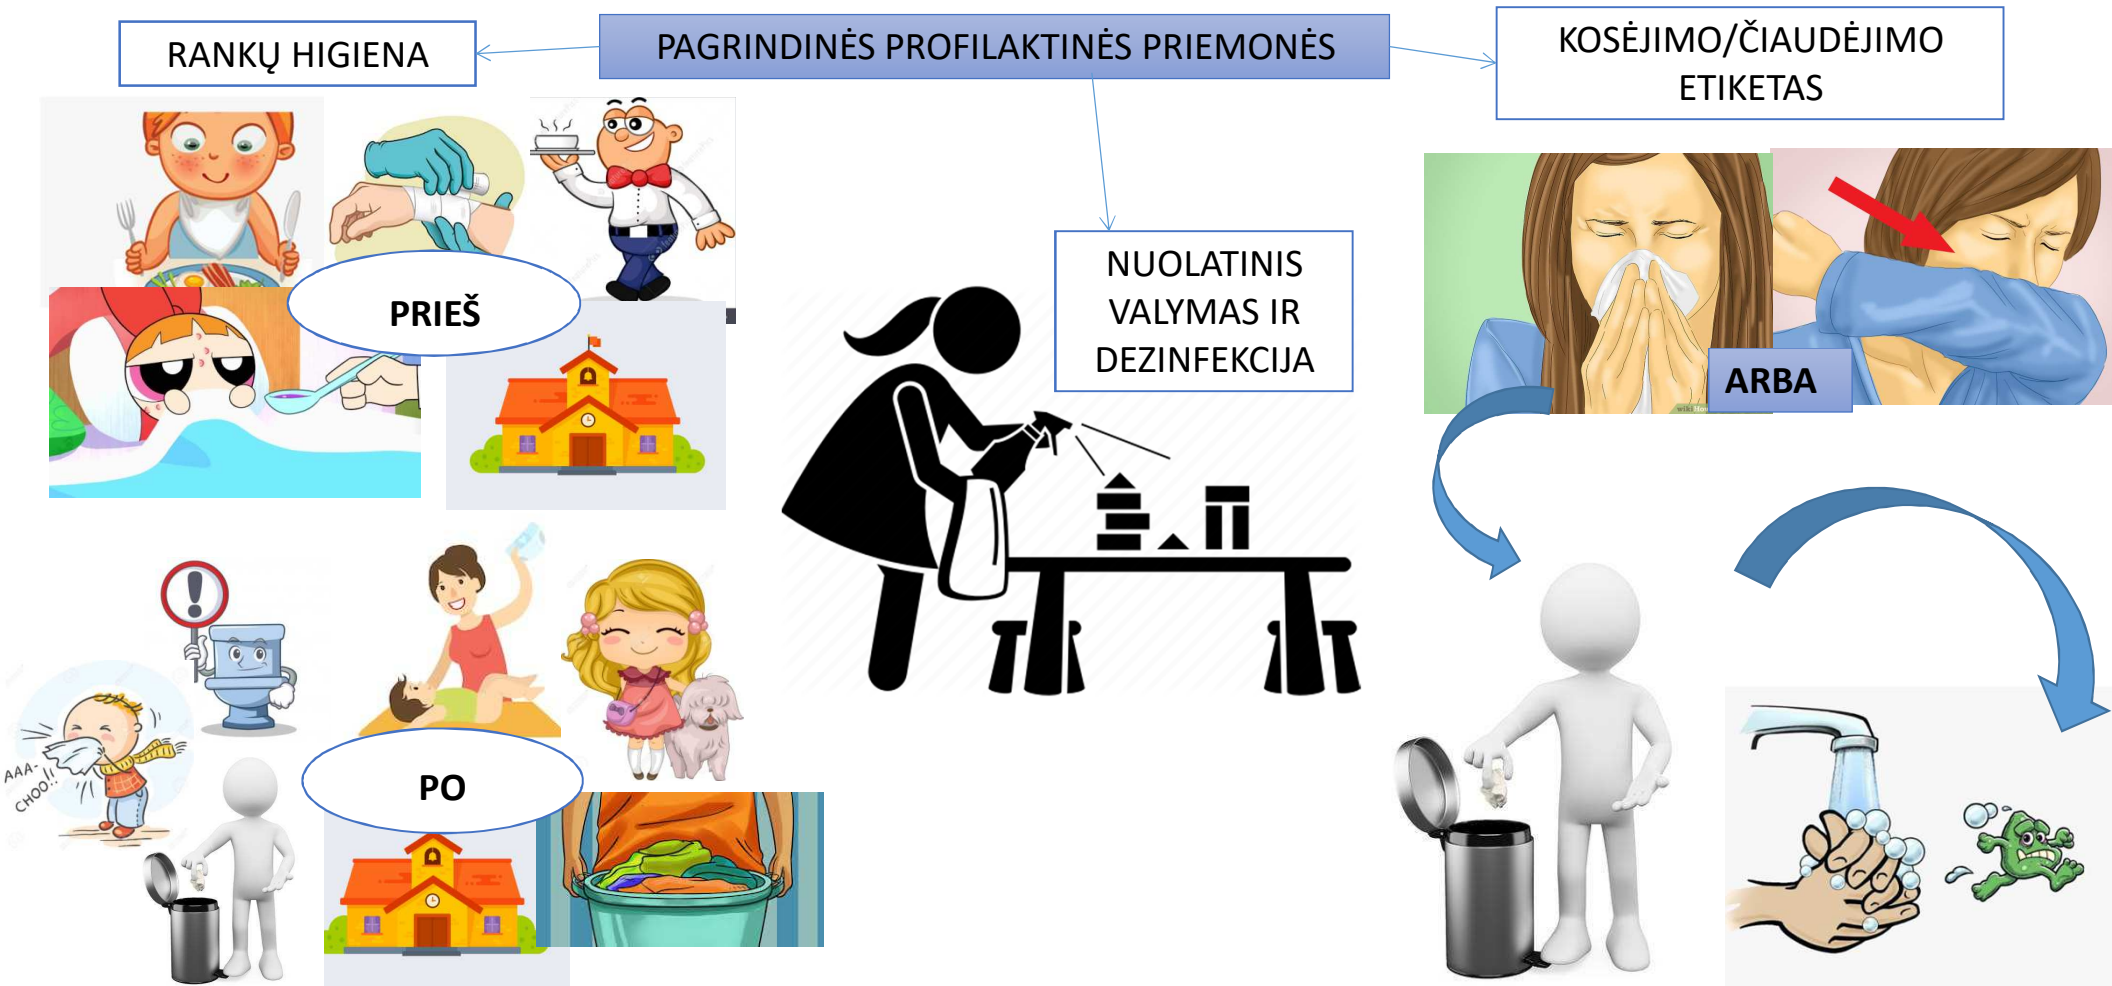 PAGRINDINĖS PROFILAKTINĖS PRIEMONĖS
RANKŲ HIGIENA
KOSĖJIMO/ČIAUDĖJIMO
ETIKETAS
NUOLATINIS
VALYMAS IR
DEZINFEKCIJA
PRIEŠ
ARBA
AAA-
CHOO!!
PO